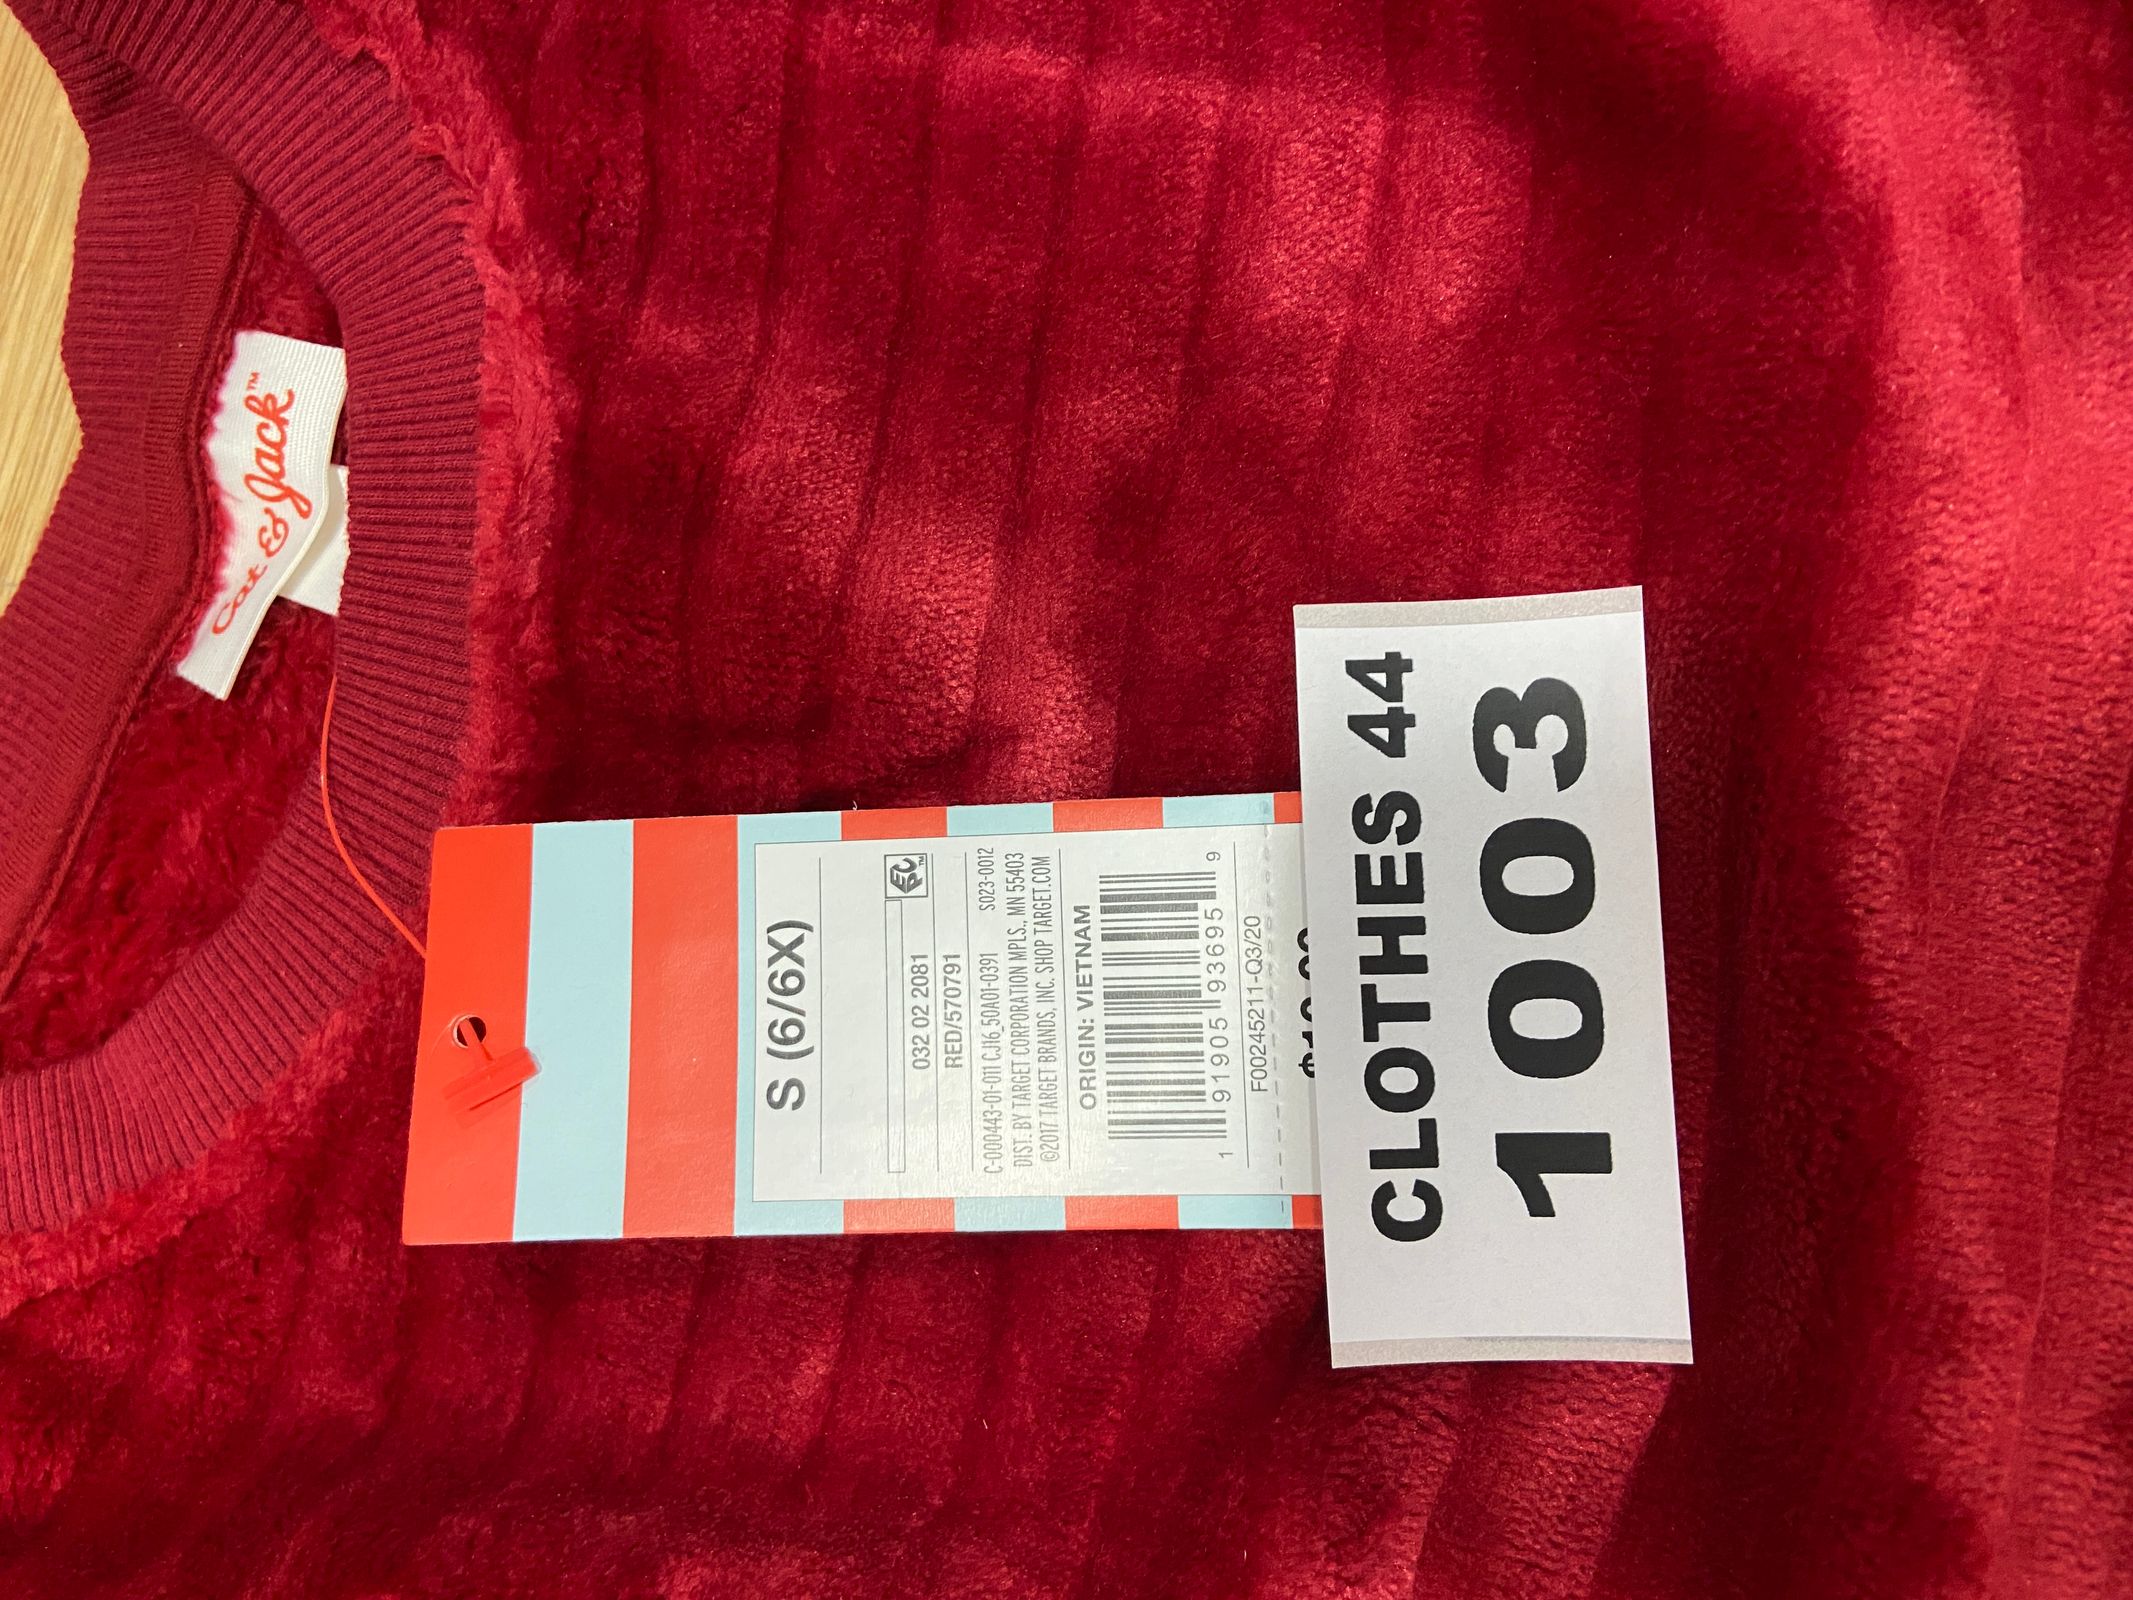 Cat & Jack™
S (6/6X)
EPC™
032 02 2081
RED/570791
C-000443-01-011 CJ16_50A01-0391 S023-0012
DIST. BY TARGET CORPORATION MPLS., MN 55403
©2017 TARGET BRANDS, INC. SHOP TARGET.COM
ORIGIN: VIETNAM
1 91905 93695 9
F00245211-Q3/20
CLOTHES 44
1003